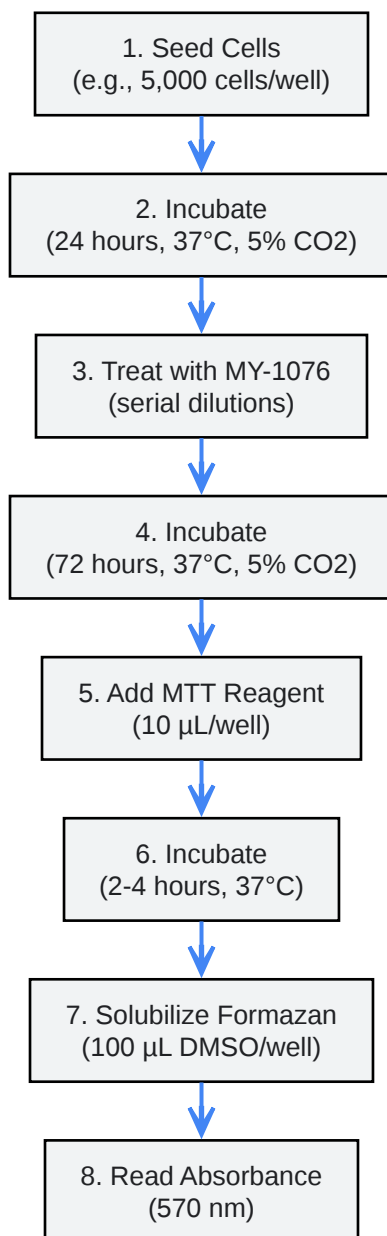 1. Seed Cells
(e.g., 5,000 cells/well)
2. Incubate
(24 hours, 37°C, 5% CO2)
3. Treat with MY-1076
(serial dilutions)
4. Incubate
(72 hours, 37°C, 5% CO2)
5. Add MTT Reagent
(10 µL/well)
6. Incubate
(2-4 hours, 37°C)
7. Solubilize Formazan
(100 µL DMSO/well)
8. Read Absorbance
(570 nm)